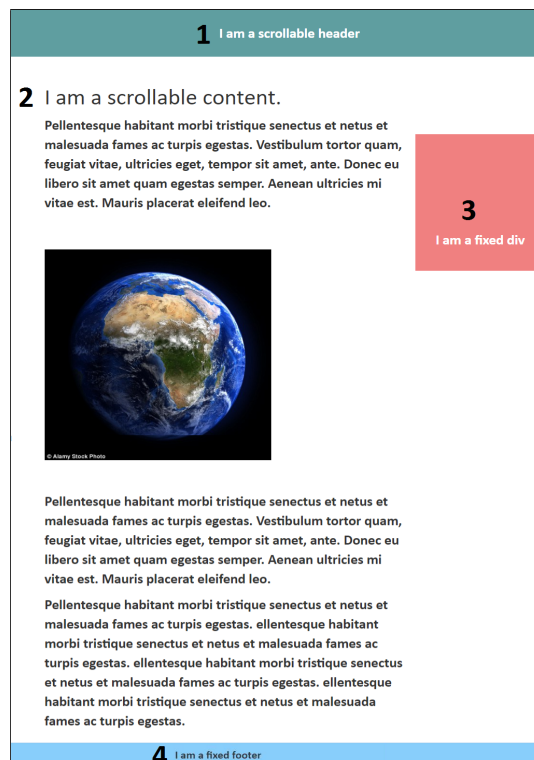 1 I am a scrollable header
2 I am a scrollable content.
Pellentesque habitant morbi tristique senectus et netus et
malesuada fames ac turpis egestas. Vestibulum tortor quam,
feugiat vitae, ultricies eget, tempor sit amet, ante. Donec eu
libero sit amet quam egestas semper. Aenean ultricies mi
vitae est. Mauris placerat eleifend leo.
3
I am a fixed div
© Alamy Stock Photo
Pellentesque habitant morbi tristique senectus et netus et
malesuada fames ac turpis egestas. Vestibulum tortor quam,
feugiat vitae, ultricies eget, tempor sit amet, ante. Donec eu
libero sit amet quam egestas semper. Aenean ultricies mi
vitae est. Mauris placerat eleifend leo.
Pellentesque habitant morbi tristique senectus et netus et
malesuada fames ac turpis egestas. ellentesque habitant
morbi tristique senectus et netus et malesuada fames ac
turpis egestas. ellentesque habitant morbi tristique senectus
et netus et malesuada fames ac turpis egestas. ellentesque
habitant morbi tristique senectus et netus et malesuada
fames ac turpis egestas.
4 I am a fixed footer